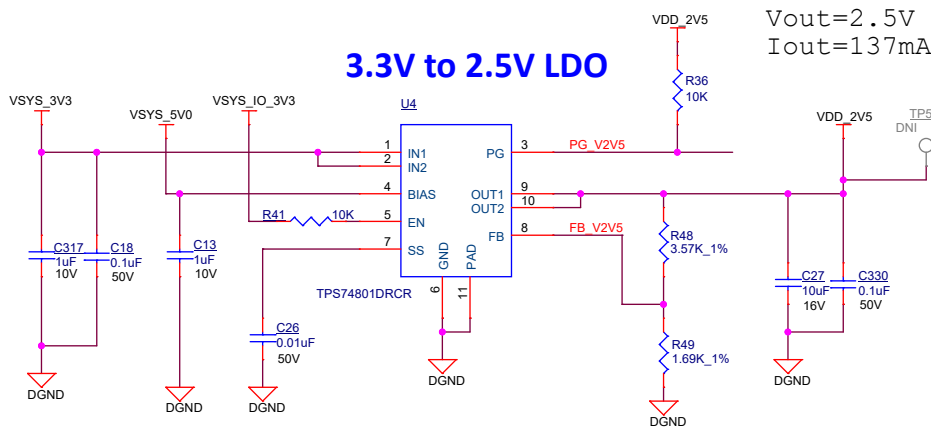 Vout=2.5V
Iout=137mA
3.3V to 2.5V LDO
VDD_2V5
R36
10K
VSYS_3V3
VSYS_5V0
VSYS_IO_3V3
U4
VDD_2V5
TP5
DNI
1
IN1
2
IN2
4
BIAS
5
EN
7
SS
PG
3
PG_V2V5
OUT1
9
OUT2
10
FB
8
FB_V2V5
GND
6
PAD
11
TPS74801DRCR
R41
10K
C317
1uF
10V
C18
0.1uF
50V
C13
1uF
10V
C26
0.01uF
50V
R48
3.57K_1%
R49
1.69K_1%
C27
10uF
16V
C330
0.1uF
50V
DGND
DGND
DGND
DGND
DGND
DGND